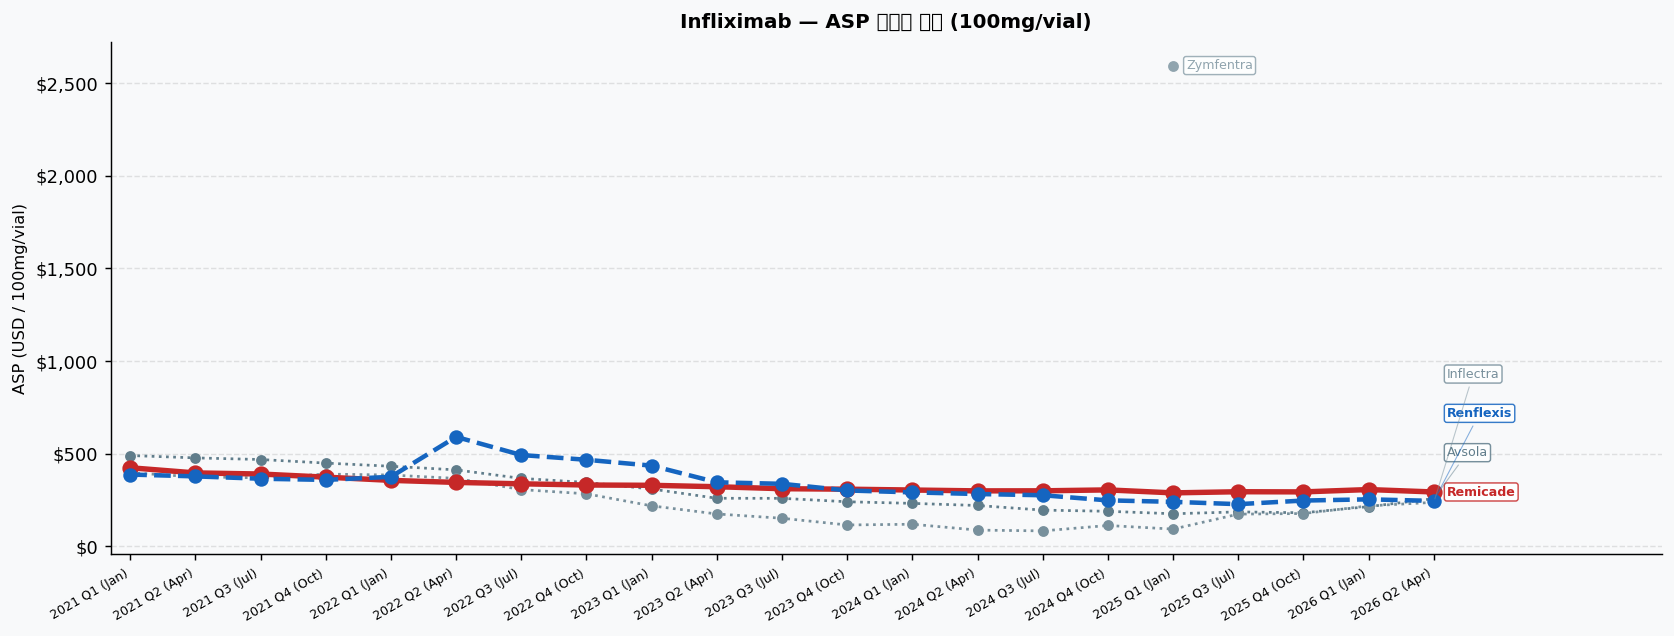 Infliximab — ASP (100mg/vial)
ASP (USD / 100mg/vial)
$2,500
$2,000
$1,500
$1,000
$500
$0
Zymfentra
Inflectra
Renflexis
Avsola
Remicade
2021 Q1 (Jan)
2021 Q2 (Apr)
2021 Q3 (Jul)
2021 Q4 (Oct)
2022 Q1 (Jan)
2022 Q2 (Apr)
2022 Q3 (Jul)
2022 Q4 (Oct)
2023 Q1 (Jan)
2023 Q2 (Apr)
2023 Q3 (Jul)
2023 Q4 (Oct)
2024 Q1 (Jan)
2024 Q2 (Apr)
2024 Q3 (Jul)
2024 Q4 (Oct)
2025 Q1 (Jan)
2025 Q3 (Jul)
2025 Q4 (Oct)
2026 Q1 (Jan)
2026 Q2 (Apr)